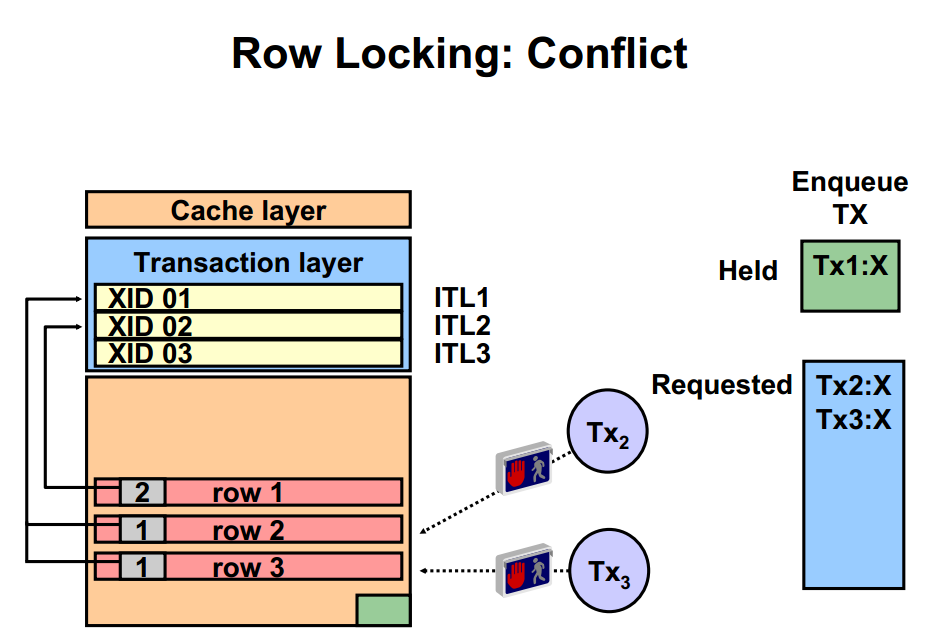 Row Locking: Conflict
Enqueue
TX
Cache layer
Transaction layer
Held
Tx1:X
XID 01
ITL1
XID 02
ITL2
XID 03
ITL3
Requested
Tx2:X
Tx3:X
Tx2
2 row 1
1 row 2
1 row 3
Tx3